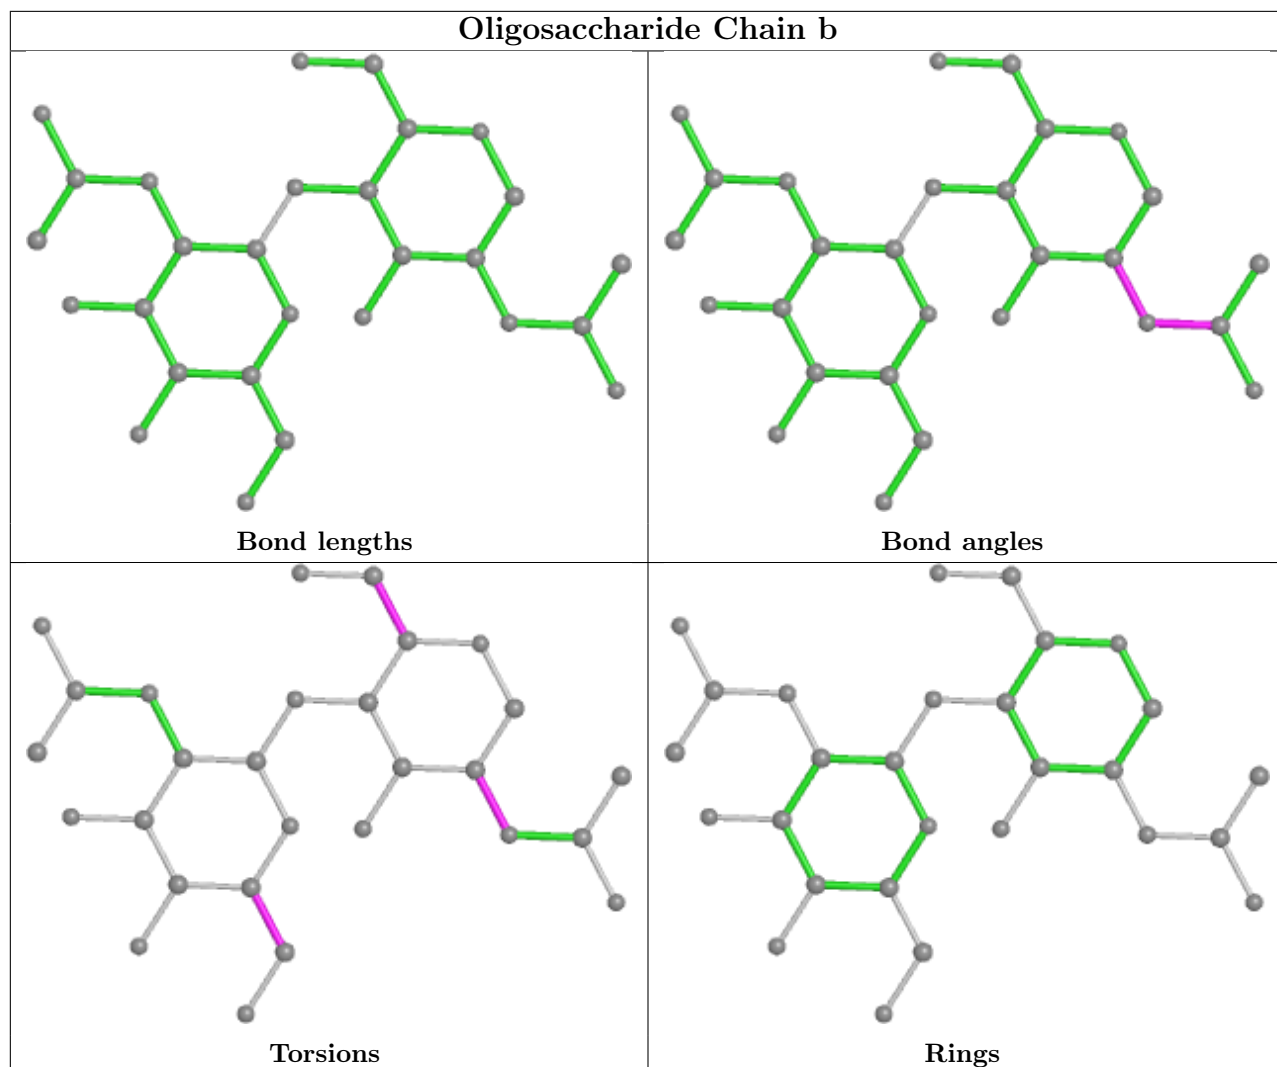 Oligosaccharide Chain b
Bond lengths
Bond angles
Torsions
Rings